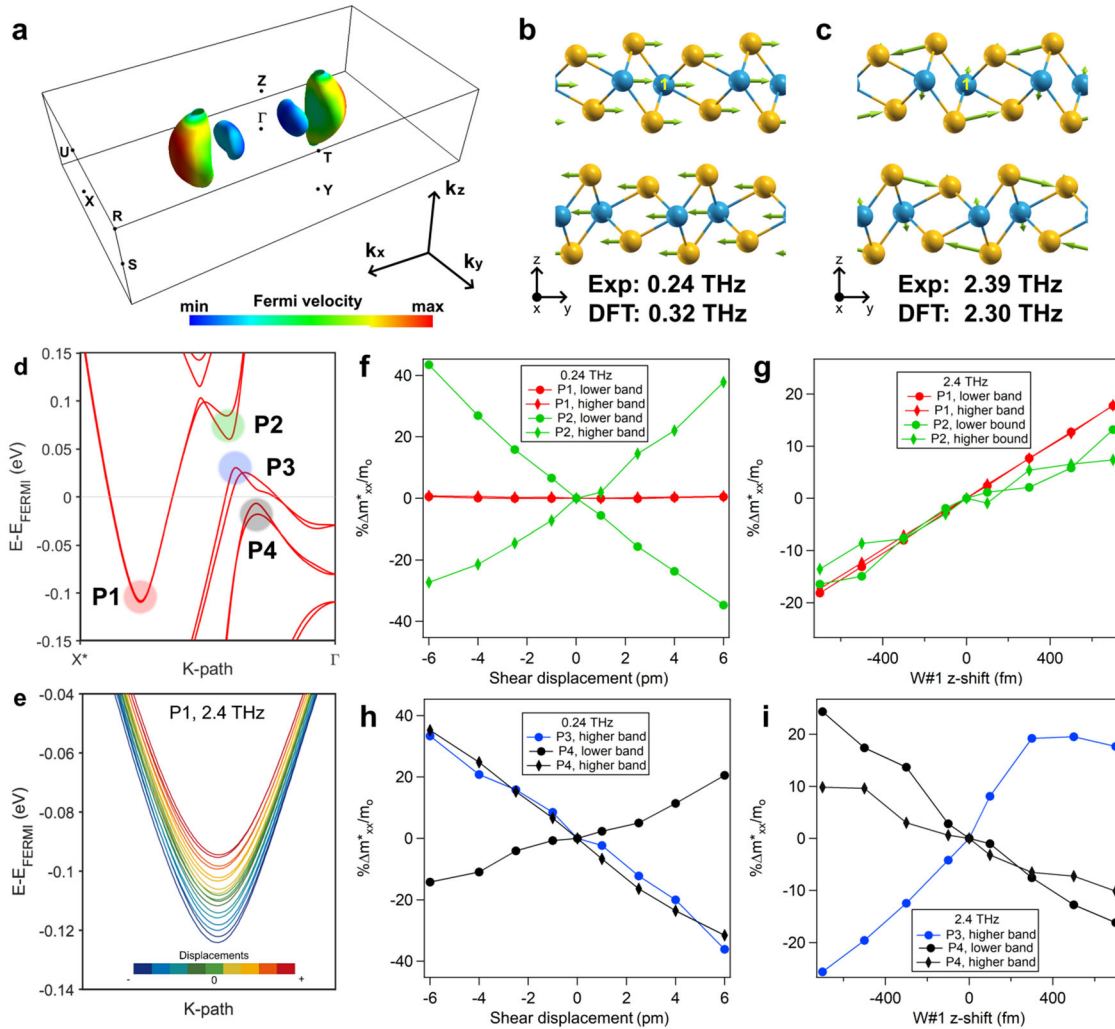 a
Z
Γ
U
T
X
Y
R
S
kz
kx
ky
min Fermi velocity max
b
1
z
x y
Exp: 0.24 THz
DFT: 0.32 THz
c
1
z
x y
Exp: 2.39 THz
DFT: 2.30 THz
d
E-EFERMI (eV)
0.15
0.1
0.05
0
-0.05
-0.1
-0.15
P1
P2
P3
P4
X* K-path Γ
e
E-EFERMI (eV)
-0.04
-0.06
-0.08
-0.1
-0.12
-0.14
P1, 2.4 THz
Displacements
- 0 +
K-path
f
%Δm*xx/mo
40
20
0
-20
-40
0.24 THz
P1, lower band
P1, higher band
P2, lower band
P2, higher band
-6 -4 -2 0 2 4 6
Shear displacement (pm)
g
%Δm*xx/mo
20
10
0
-10
-20
2.4 THz
P1, lower band
P1, higher band
P2, lower bound
P2, higher bound
-400 0 400
W#1 z-shift (fm)
h
%Δm*xx/mo
40
20
0
-20
-40
0.24 THz
P3, higher band
P4, lower band
P4, higher band
-6 -4 -2 0 2 4 6
Shear displacement (pm)
i
%Δm*xx/mo
20
10
0
-10
-20
2.4 THz
P3, higher band
P4, lower band
P4, higher band
-400 0 400
W#1 z-shift (fm)